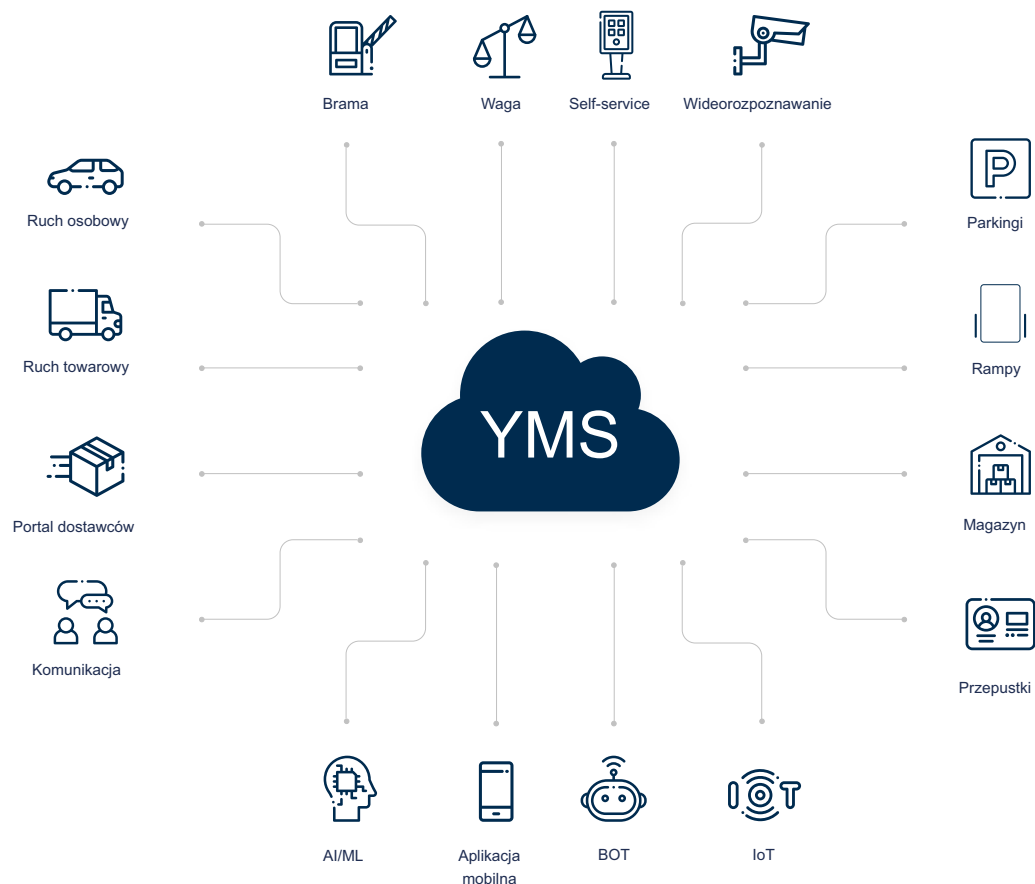 Brama
Waga
Self-service
Wideorozpoznawanie
Ruch osobowy
P
Parkingi
Ruch towarowy
YMS
Rampy
Portal dostawców
Magazyn
Komunikacja
Przepustki
IOT
AI/ML
Aplikacja
mobilna
BOT
IoT